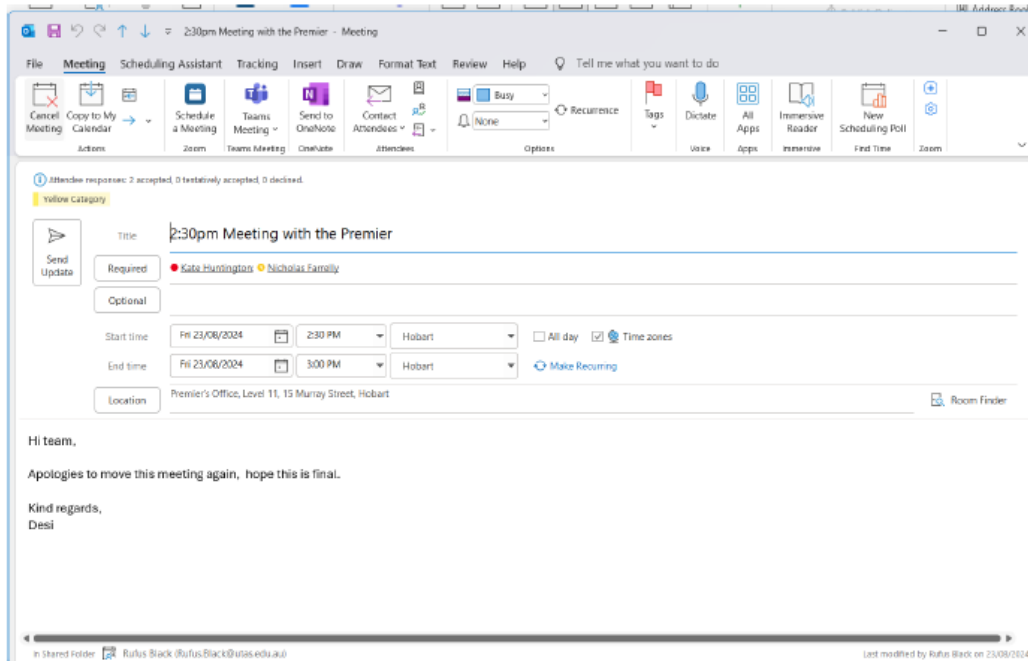 Address Book
2:30pm Meeting with the Premier - Meeting
File Meeting Scheduling Assistant Tracking Insert Draw Format Text Review Help Tell me what you want to do
Cancel Meeting Copy to My Calendar Schedule a Meeting Teams Meeting Send to OneNote Contact Attendees Busy None Recurrence Tags Dictate All Apps Immersive Reader New Scheduling Poll
Actions Zoom Teams Meeting OneNote Attendees Options Voice Apps Immersive Find Time Zoom
Attendee responses: 2 accepted, 0 tentatively accepted, 0 declined.
Yellow Category
Send Update
Title 2:30pm Meeting with the Premier
Required Kate Huntington; Nicholas Farrelly
Optional
Start time Fri 23/08/2024 2:30 PM Hobart All day Time zones
End time Fri 23/08/2024 3:00 PM Hobart Make Recurring
Location Premier's Office, Level 11, 15 Murray Street, Hobart Room Finder
Hi team,
Apologies to move this meeting again, hope this is final.
Kind regards,
Desi
In Shared Folder Rufus Black (Rufus.Black@utas.edu.au) Last modified by Rufus Black on 23/08/2024